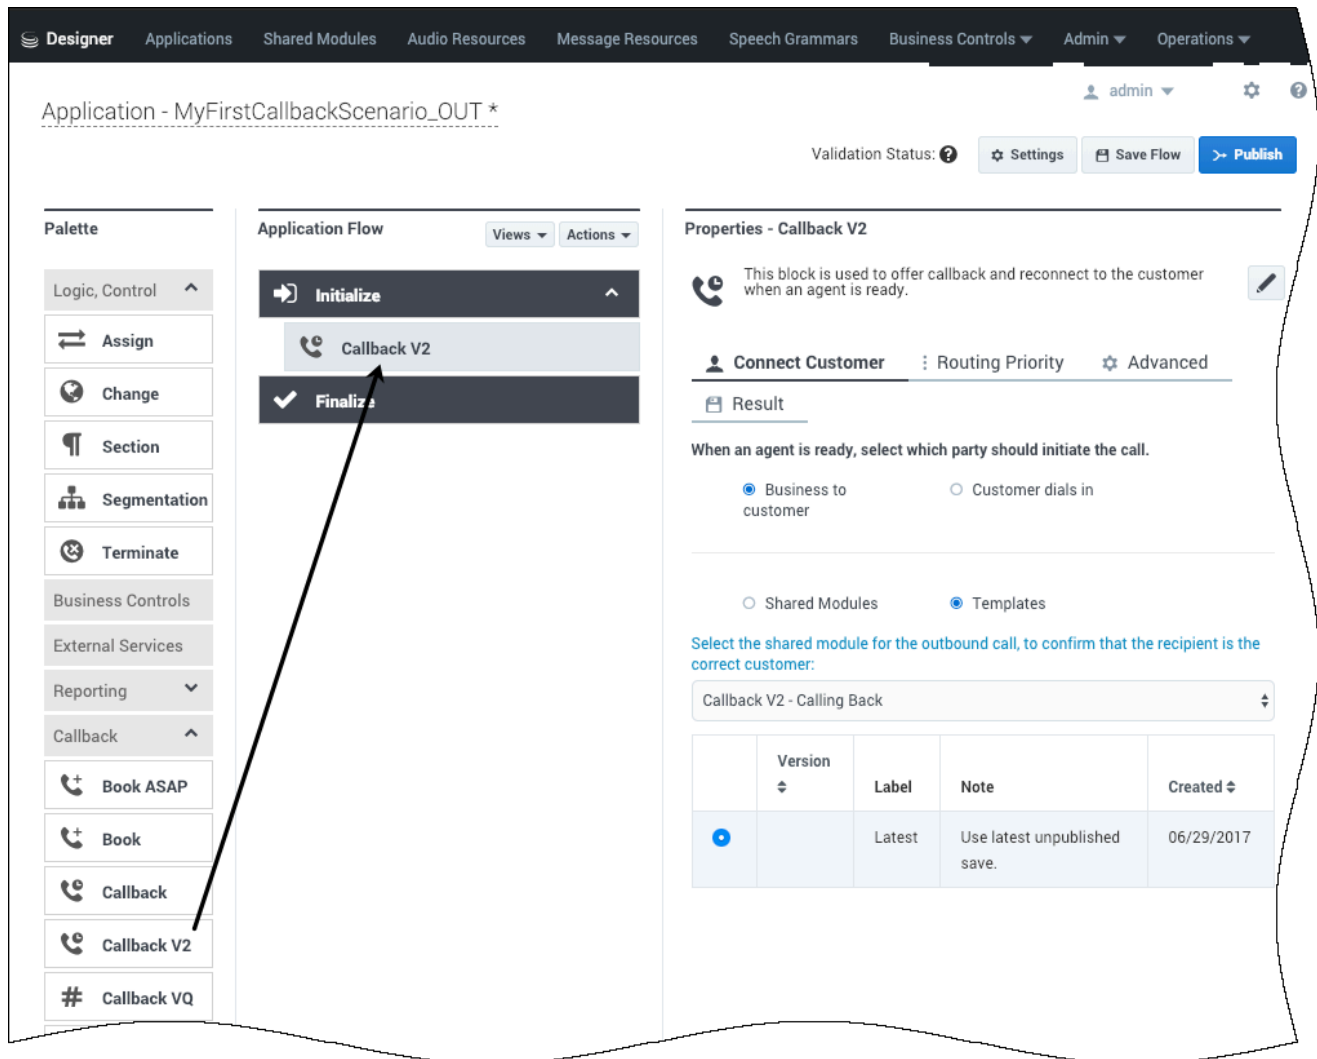 Designer Applications Shared Modules Audio Resources Message Resources Speech Grammars Business Controls Admin Operations
admin
Application - MyFirstCallbackScenario_OUT *
Validation Status: Settings Save Flow Publish
Palette
Logic, Control
Assign
Change
Section
Segmentation
Terminate
Business Controls
External Services
Reporting
Callback
Book ASAP
Book
Callback
Callback V2
Callback VQ
Application Flow Views Actions
Initialize
Callback V2
Finalize
Properties - Callback V2
This block is used to offer callback and reconnect to the customer
when an agent is ready.
Connect Customer Routing Priority Advanced
Result
When an agent is ready, select which party should initiate the call.
Business to Customer dials in
customer
Shared Modules Templates
Select the shared module for the outbound call, to confirm that the recipient is the
correct customer:
Callback V2 - Calling Back
Version
Label Note Created
Latest Use latest unpublished 06/29/2017
save.